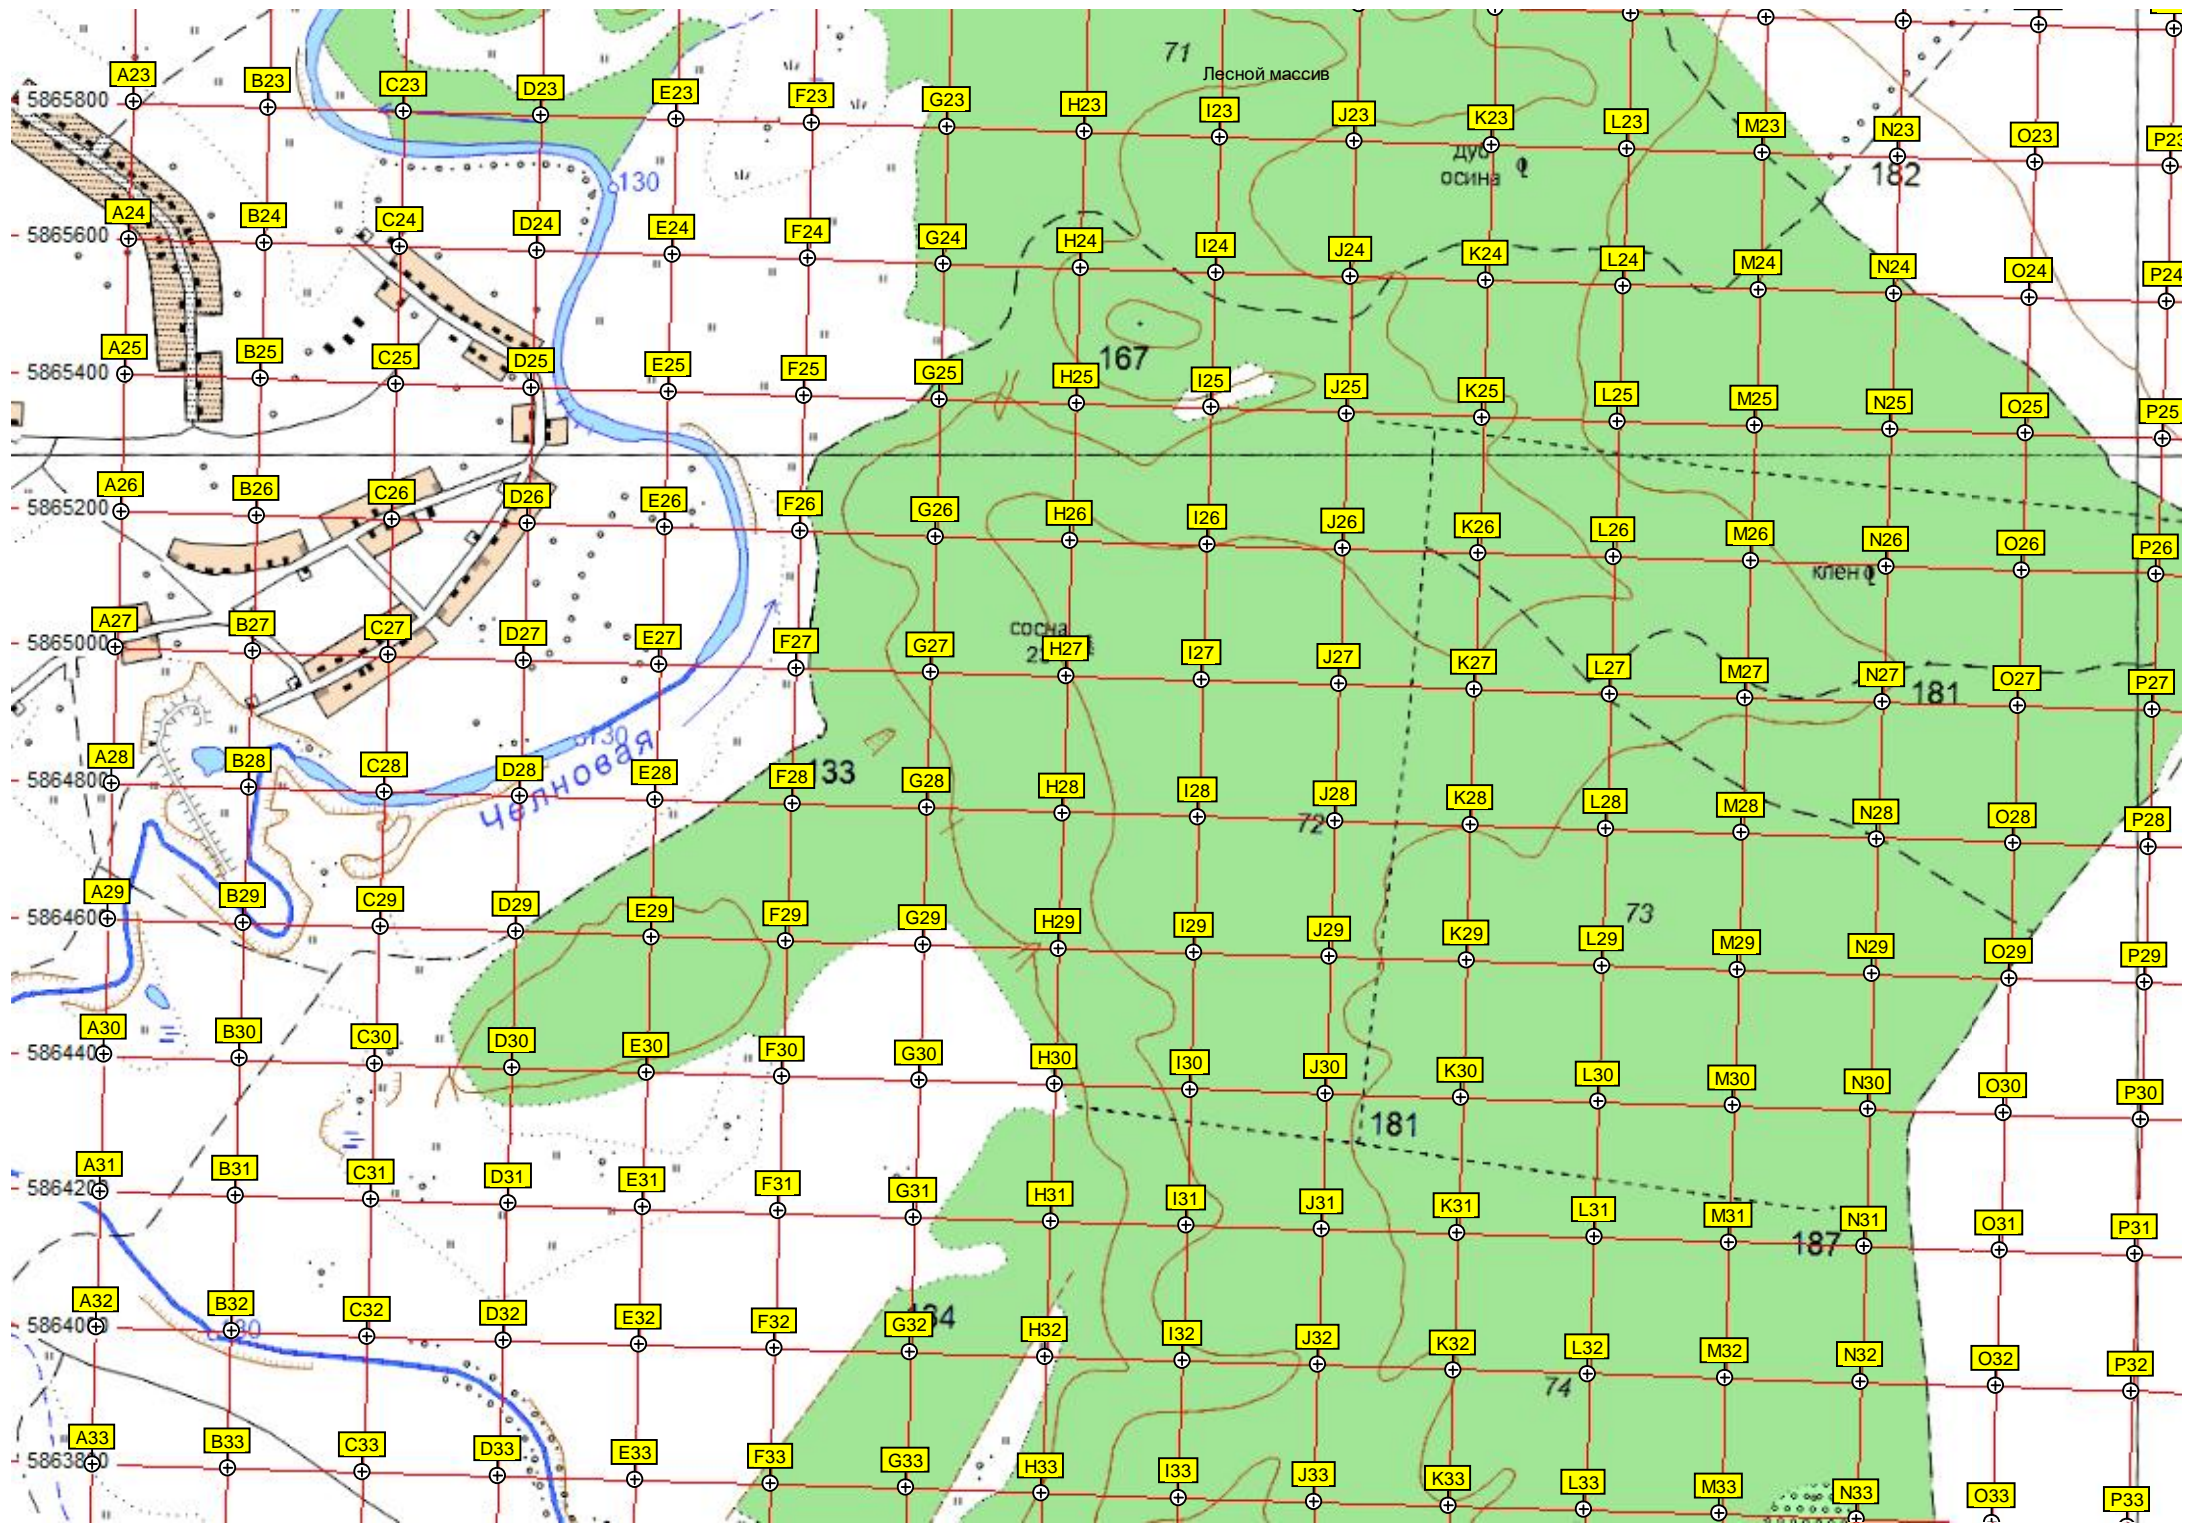 71
Лесной массив
A23 B23 C23 D23 E23 F23 G23 H23 I23 J23 K23 L23 M23 N23 O23 P23
5865800
дуб
осина
182
130
A24 B24 C24 D24 E24 F24 G24 H24 I24 J24 K24 L24 M24 N24 O24 P24
5865600
167
A25 B25 C25 D25 E25 F25 G25 H25 I25 J25 K25 L25 M25 N25 O25 P25
5865400
A26 B26 C26 D26 E26 F26 G26 H26 I26 J26 K26 L26 M26 N26 O26 P26
5865200
клен
сосна
A27 B27 C27 D27 E27 F27 G27 H27 I27 J27 K27 L27 M27 N27 O27 P27
5865000
181
130
Челновая
A28 B28 C28 D28 E28 F28 G28 H28 I28 J28 K28 L28 M28 N28 O28 P28
5864800
133
72
A29 B29 C29 D29 E29 F29 G29 H29 I29 J29 K29 L29 M29 N29 O29 P29
5864600
73
A30 B30 C30 D30 E30 F30 G30 H30 I30 J30 K30 L30 M30 N30 O30 P30
5864400
181
A31 B31 C31 D31 E31 F31 G31 H31 I31 J31 K31 L31 M31 N31 O31 P31
5864200
187
A32 B32 C32 D32 E32 F32 G32 H32 I32 J32 K32 L32 M32 N32 O32 P32
5864000
74
A33 B33 C33 D33 E33 F33 G33 H33 I33 J33 K33 L33 M33 N33 O33 P33
5863800